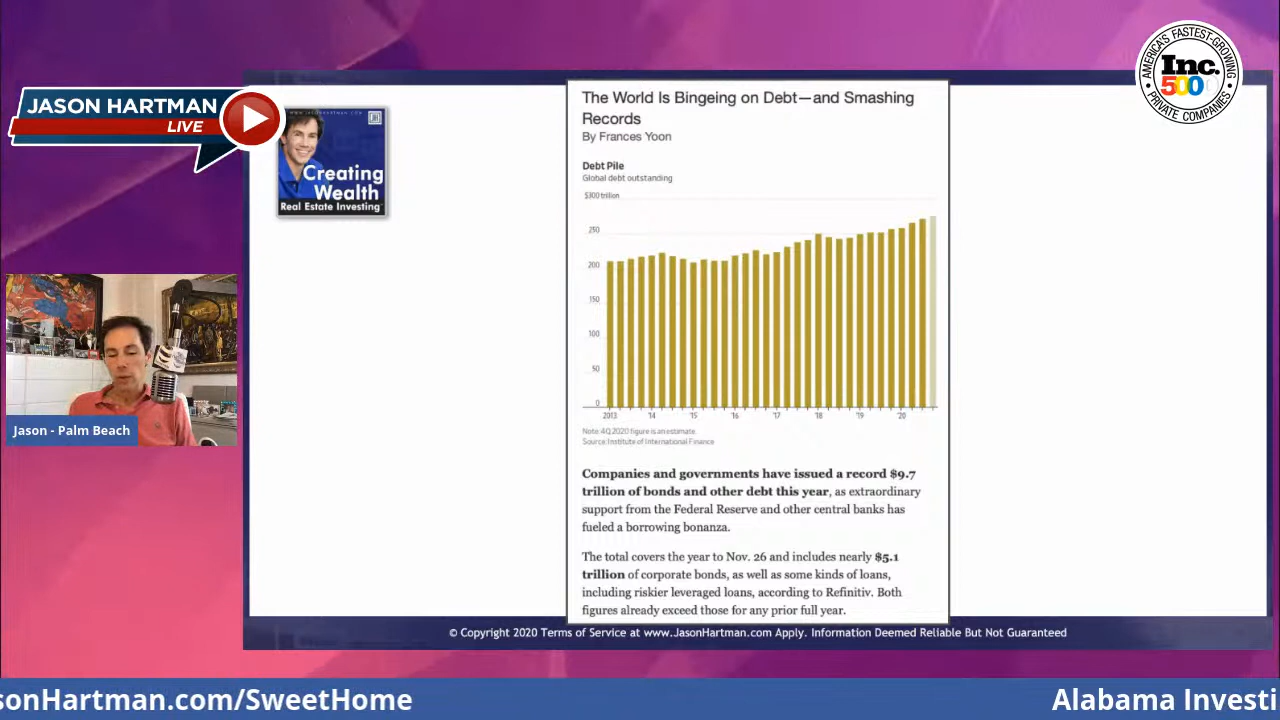 JASON HARTMAN
LIVE
www.JASONHARTMAN.COM
Creating
Wealth
Real Estate Investing
AMERICA'S FASTEST-GROWING
Inc.
5000
PRIVATE COMPANIES
The World Is Bingeing on Debt—and Smashing
Records
By Frances Yoon
Debt Pile
Global debt outstanding
$300 trillion
250
200
150
100
50
0
2013 '14 '15 '16 '17 '18 '19 '20
Note: 4Q 2020 figure is an estimate.
Source: Institute of International Finance
Companies and governments have issued a record $9.7
trillion of bonds and other debt this year, as extraordinary
support from the Federal Reserve and other central banks has
fueled a borrowing bonanza.
The total covers the year to Nov. 26 and includes nearly $5.1
trillion of corporate bonds, as well as some kinds of loans,
including riskier leveraged loans, according to Refinitiv. Both
figures already exceed those for any prior full year.
Jason - Palm Beach
© Copyright 2020 Terms of Service at www.JasonHartman.com Apply. Information Deemed Reliable But Not Guaranteed
sonHartman.com/SweetHome
Alabama Investi